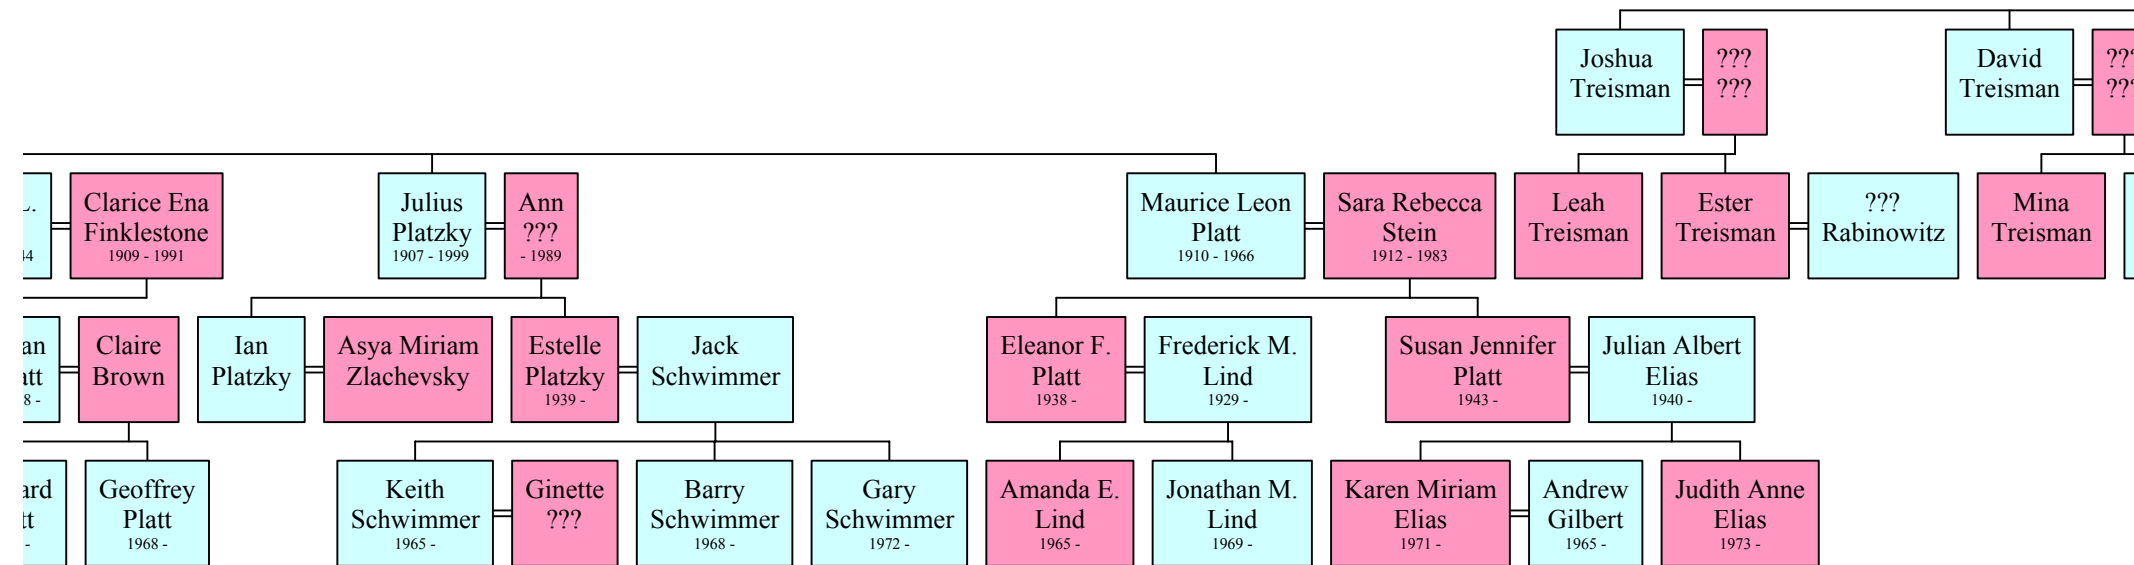 Joshua
Treisman
???
???
David
Treisman
Clarice Ena
Finklestone
1909 - 1991
Julius
Platzky
1907 - 1999
Ann
???
- 1989
Maurice Leon
Platt
1910 - 1966
Sara Rebecca
Stein
1912 - 1983
Leah
Treisman
Ester
Treisman
???
Rabinowitz
Mina
Treisman
Claire
Brown
Ian
Platzky
Asya Miriam
Zlachevsky
Estelle
Platzky
1939 -
Jack
Schwimmer
Eleanor F.
Platt
1938 -
Frederick M.
Lind
1929 -
Susan Jennifer
Platt
1943 -
Julian Albert
Elias
1940 -
Geoffrey
Platt
1968 -
Keith
Schwimmer
1965 -
Ginette
???
Barry
Schwimmer
1968 -
Gary
Schwimmer
1972 -
Amanda E.
Lind
1965 -
Jonathan M.
Lind
1969 -
Karen Miriam
Elias
1971 -
Andrew
Gilbert
1965 -
Judith Anne
Elias
1973 -